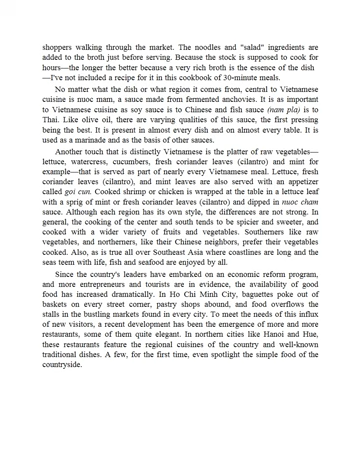 shoppers walking through the market. The noodles and "salad" ingredients are
added to the broth just before serving. Because the stock is supposed to cook for
hours—the longer the better because a very rich broth is the essence of the dish
—I've not included a recipe for it in this cookbook of 30-minute meals.
No matter what the dish or what region it comes from, central to Vietnamese
cuisine is muoc mam, a sauce made from fermented anchovies. It is as important
to Vietnamese cuisine as soy sauce is to Chinese and fish sauce (nam pla) is to
Thai. Like olive oil, there are varying qualities of this sauce, the first pressing
being the best. It is present in almost every dish and on almost every table. It is
used as a marinade and as the basis of other sauces.
Another touch that is distinctly Vietnamese is the platter of raw vegetables—
lettuce, watercress, cucumbers, fresh coriander leaves (cilantro) and mint for
example—that is served as part of nearly every Vietnamese meal. Lettuce, fresh
coriander leaves (cilantro), and mint leaves are also served with an appetizer
called goi cun. Cooked shrimp or chicken is wrapped at the table in a lettuce leaf
with a sprig of mint or fresh coriander leaves (cilantro) and dipped in nuoc cham
sauce. Although each region has its own style, the differences are not strong. In
general, the cooking of the center and south tends to be spicier and sweeter, and
cooked with a wider variety of fruits and vegetables. Southerners like raw
vegetables, and northerners, like their Chinese neighbors, prefer their vegetables
cooked. Also, as is true all over Southeast Asia where coastlines are long and the
seas teem with life, fish and seafood are enjoyed by all.
Since the country's leaders have embarked on an economic reform program,
and more entrepreneurs and tourists are in evidence, the availability of good
food has increased dramatically. In Ho Chi Minh City, baguettes poke out of
baskets on every street corner, pastry shops abound, and food overflows the
stalls in the bustling markets found in every city. To meet the needs of this influx
of new visitors, a recent development has been the emergence of more and more
restaurants, some of them quite elegant. In northern cities like Hanoi and Hue,
these restaurants feature the regional cuisines of the country and well-known
traditional dishes. A few, for the first time, even spotlight the simple food of the
countryside.